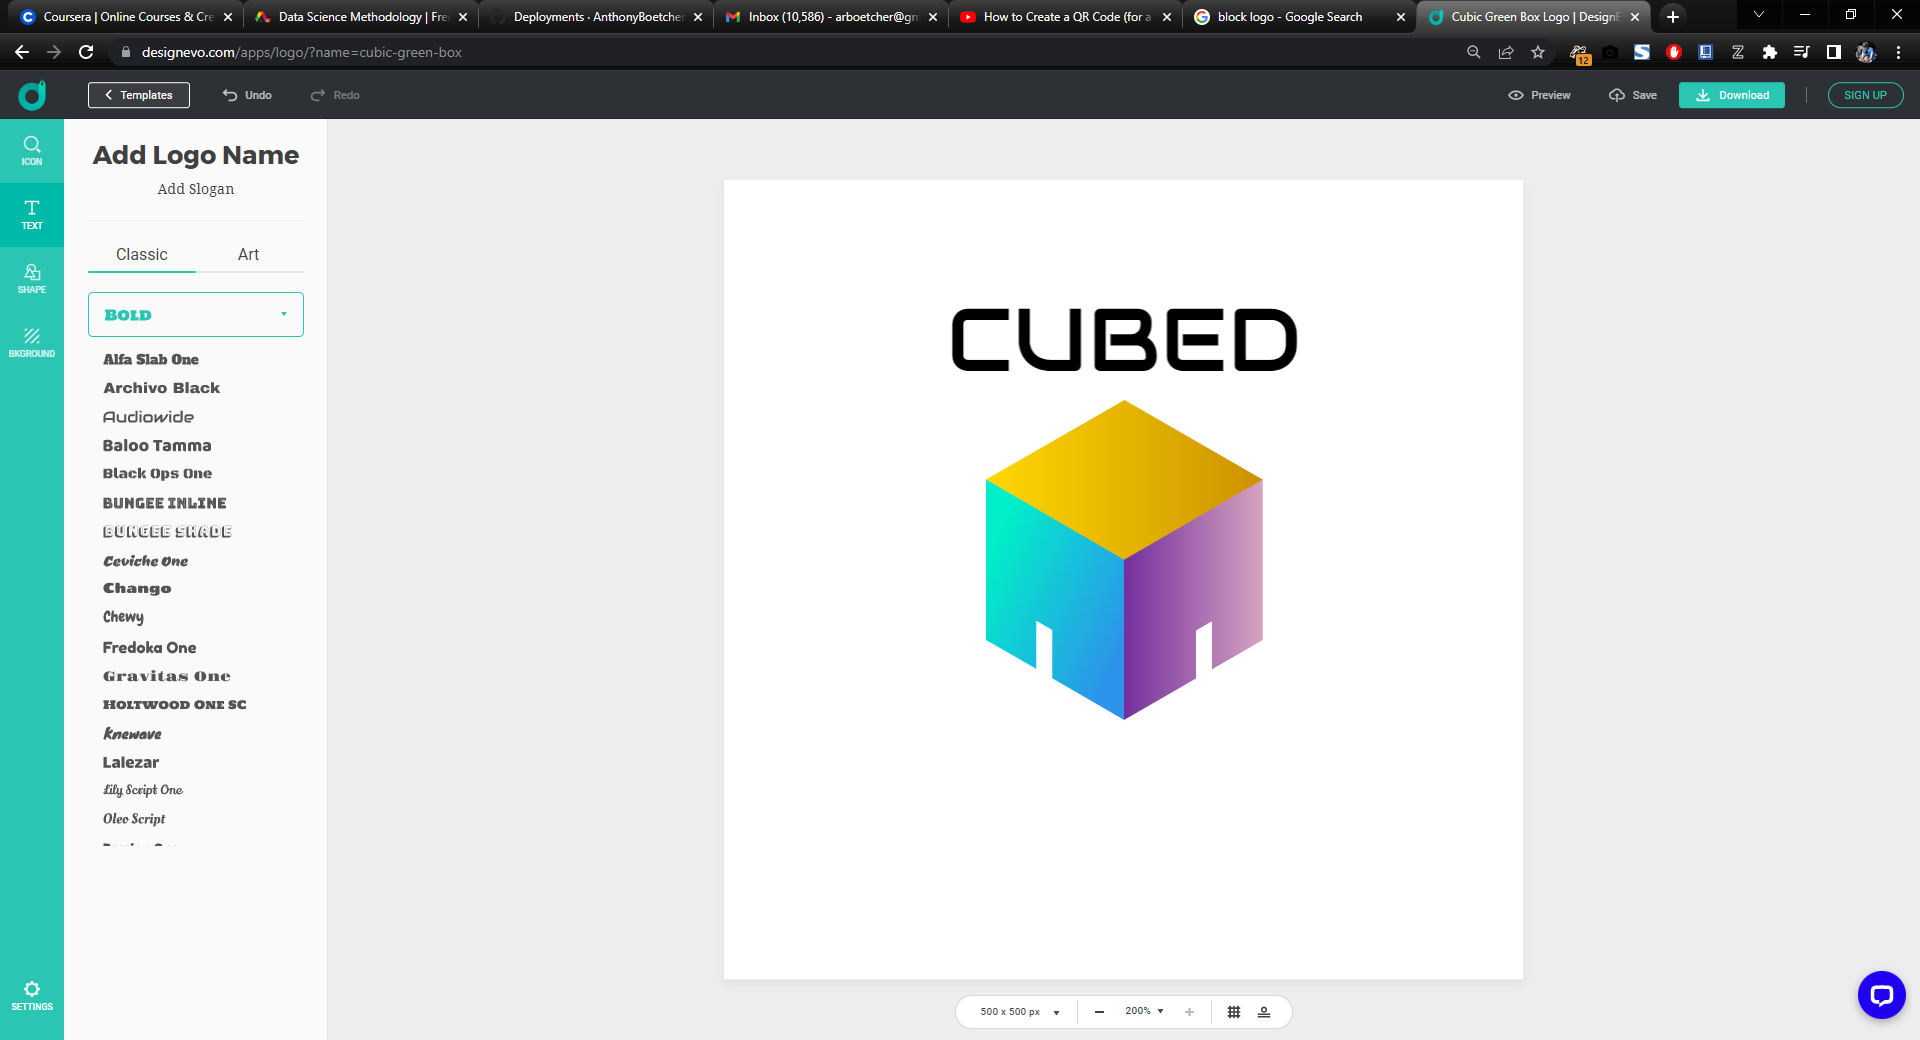 Coursera | Online Courses & Cre
Data Science Methodology | Fre
Deployments · AnthonyBoetcher
Inbox (10,586) - arboetcher@gm
How to Create a QR Code (for a
block logo - Google Search
Cubic Green Box Logo | DesignE
designevo.com/apps/logo/?name=cubic-green-box
12
Templates
Undo
Redo
Preview
Save
Download
SIGN UP
ICON
TEXT
SHAPE
BKGROUND
SETTINGS
Add Logo Name
Add Slogan
Classic
Art
BOLD
Alfa Slab One
Archivo Black
Audiowide
Baloo Tamma
Black Ops One
BUNGEE INLINE
BUNGEE SHADE
Ceviche One
Chango
Chewy
Fredoka One
Gravitas One
HOLTWOOD ONE SC
Knewave
Lalezar
Lily Script One
Oleo Script
CUBED
500 x 500 px
200%